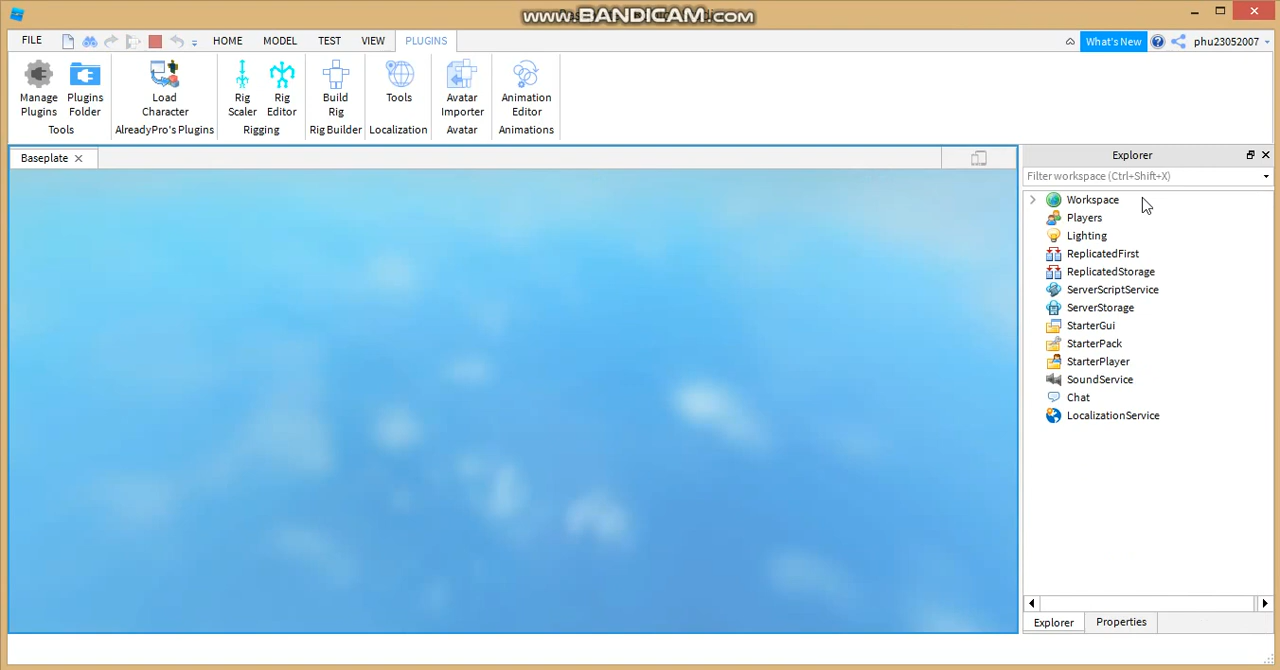 www.BANDICAM.com
FILE HOME MODEL TEST VIEW PLUGINS What's New phu23052007
Manage Plugins
Plugins Folder
Load Character
Rig Scaler
Rig Editor
Build Rig
Tools
Avatar Importer
Animation Editor
Tools AlreadyPro's Plugins Rigging Rig Builder Localization Avatar Animations
Baseplate
Explorer
Filter workspace (Ctrl+Shift+X)
Workspace
Players
Lighting
ReplicatedFirst
ReplicatedStorage
ServerScriptService
ServerStorage
StarterGui
StarterPack
StarterPlayer
SoundService
Chat
LocalizationService
Explorer Properties